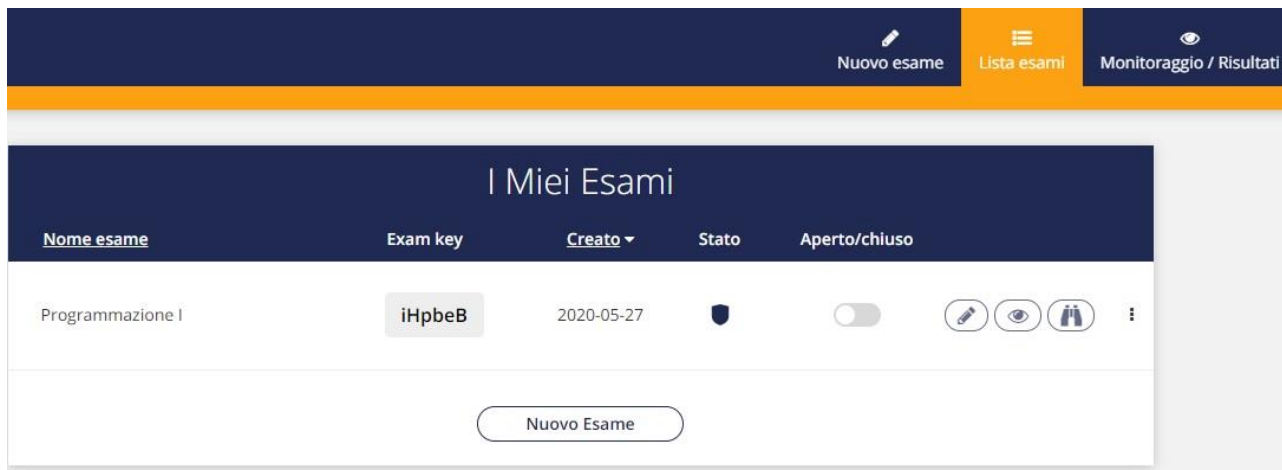 Nuovo esame Lista esami Monitoraggio / Risultati
I Miei Esami
Nome esame Exam key Creato Stato Aperto/chiuso
Programmazione I iHpbeB 2020-05-27
Nuovo Esame